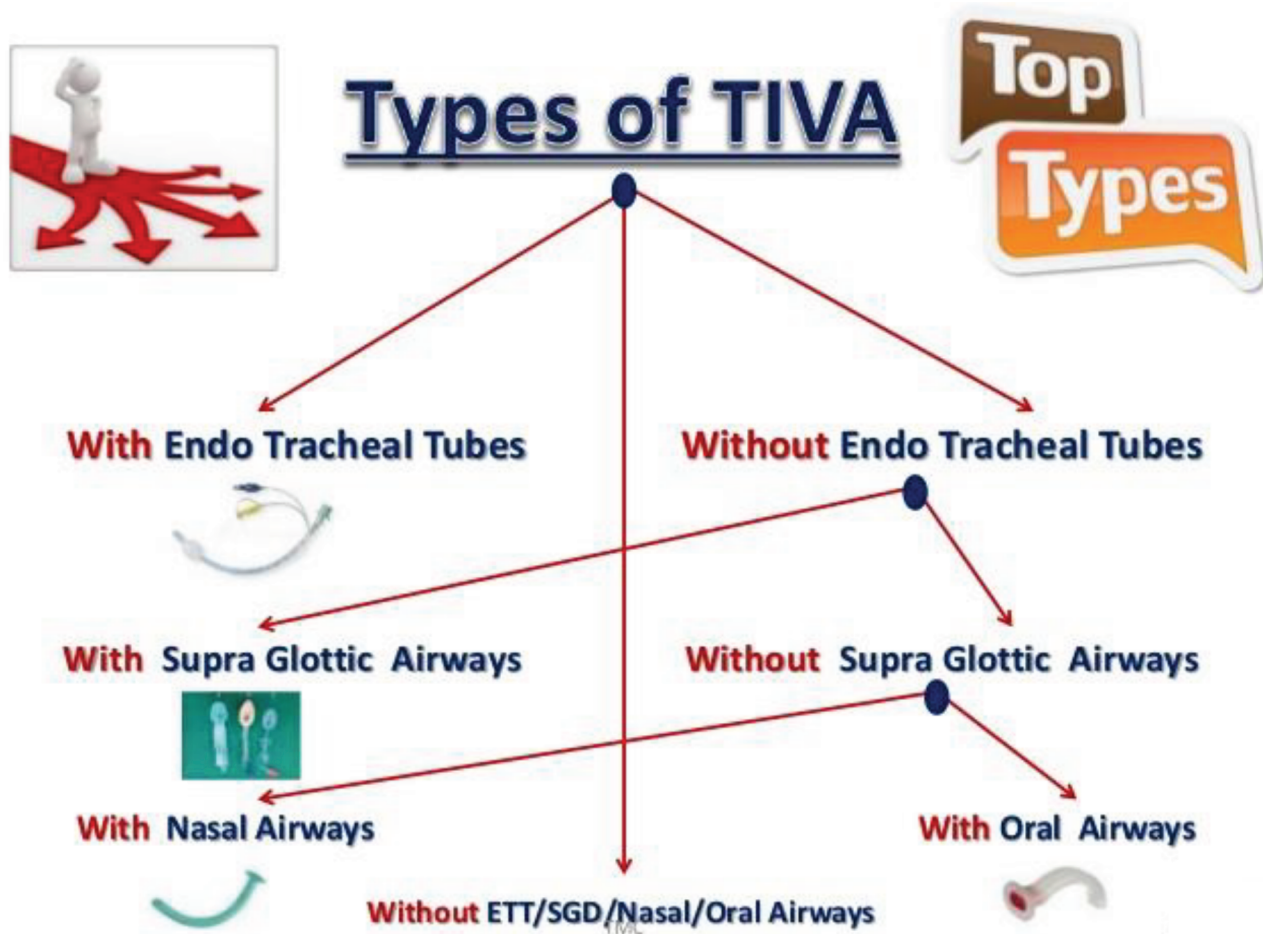 Types of TIVA
Top
Types
With Endo Tracheal Tubes
Without Endo Tracheal Tubes
With Supra Glottic Airways
Without Supra Glottic Airways
With Nasal Airways
With Oral Airways
Without ETT/SGD/Nasal/Oral Airways
TMC